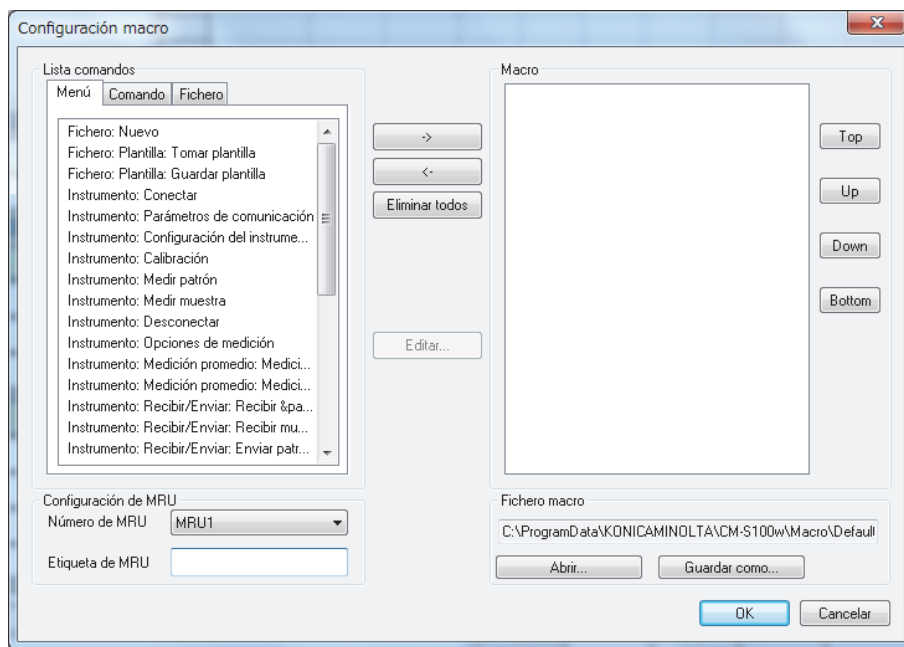 Configuración macro
Lista comandos
Menú Comando Fichero
Fichero: Nuevo
Fichero: Plantilla: Tomar plantilla
Fichero: Plantilla: Guardar plantilla
Instrumento: Conectar
Instrumento: Parámetros de comunicación
Instrumento: Configuración del instrume...
Instrumento: Calibración
Instrumento: Medir patrón
Instrumento: Medir muestra
Instrumento: Desconectar
Instrumento: Opciones de medición
Instrumento: Medición promedio: Medici...
Instrumento: Medición promedio: Medici...
Instrumento: Recibir/Enviar: Recibir &pa...
Instrumento: Recibir/Enviar: Recibir mu...
Instrumento: Recibir/Enviar: Enviar patr...
->
<-
Eliminar todos
Editar...
Macro
Top
Up
Down
Bottom
Configuración de MRU
Número de MRU MRU1
Etiqueta de MRU
Fichero macro
C:\ProgramData\KONICAMINOLTA\CM-S100w\Macro\Default
Abrir... Guardar como...
OK Cancelar